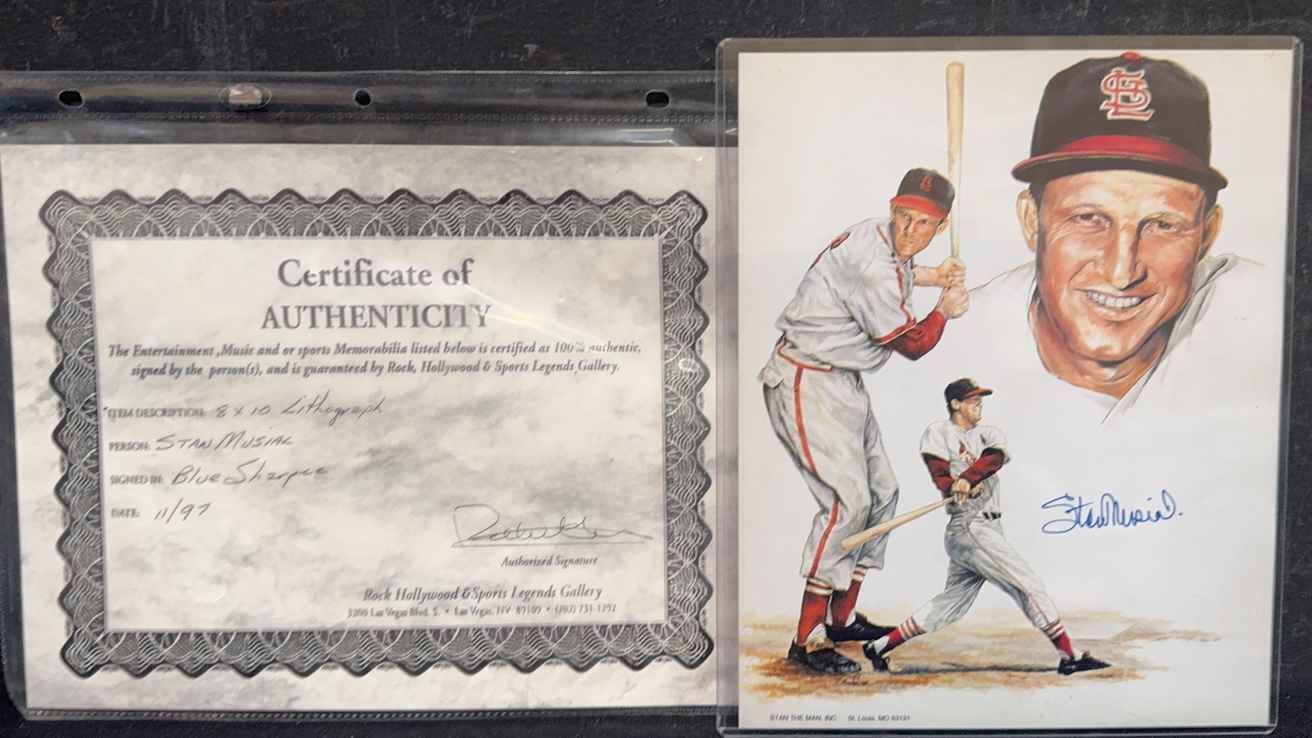 Certificate of
AUTHENTICITY
The Entertainment ,Music and or sports Memorabilia listed below is certified as 100% authentic,
signed by the person(s), and is guaranteed by Rock, Hollywood & Sports Legends Gallery.
ITEM DESCRIPTION: 8 x 10 Lithograph
PERSON: STAN MUSIAL
SIGNED IN: Blue Sharpee
DATE: 11/97
Authorized Signature
Rock Hollywood & Sports Legends Gallery
Las Vegas Blvd. S. • Las Vegas, NV 89109 • (702)
StL
Stan Musial.
STAN THE MAN, INC. St. Louis, MO 63131